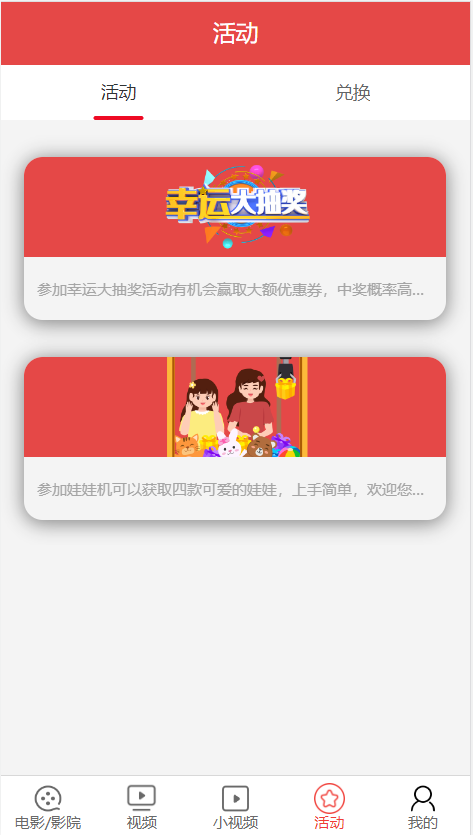 活动
活动
兑换
幸运大抽奖
参加幸运大抽奖活动有机会赢取大额优惠券，中奖概率高...
参加娃娃机可以获取四款可爱的娃娃，上手简单，欢迎您...
电影/影院
视频
小视频
活动
我的